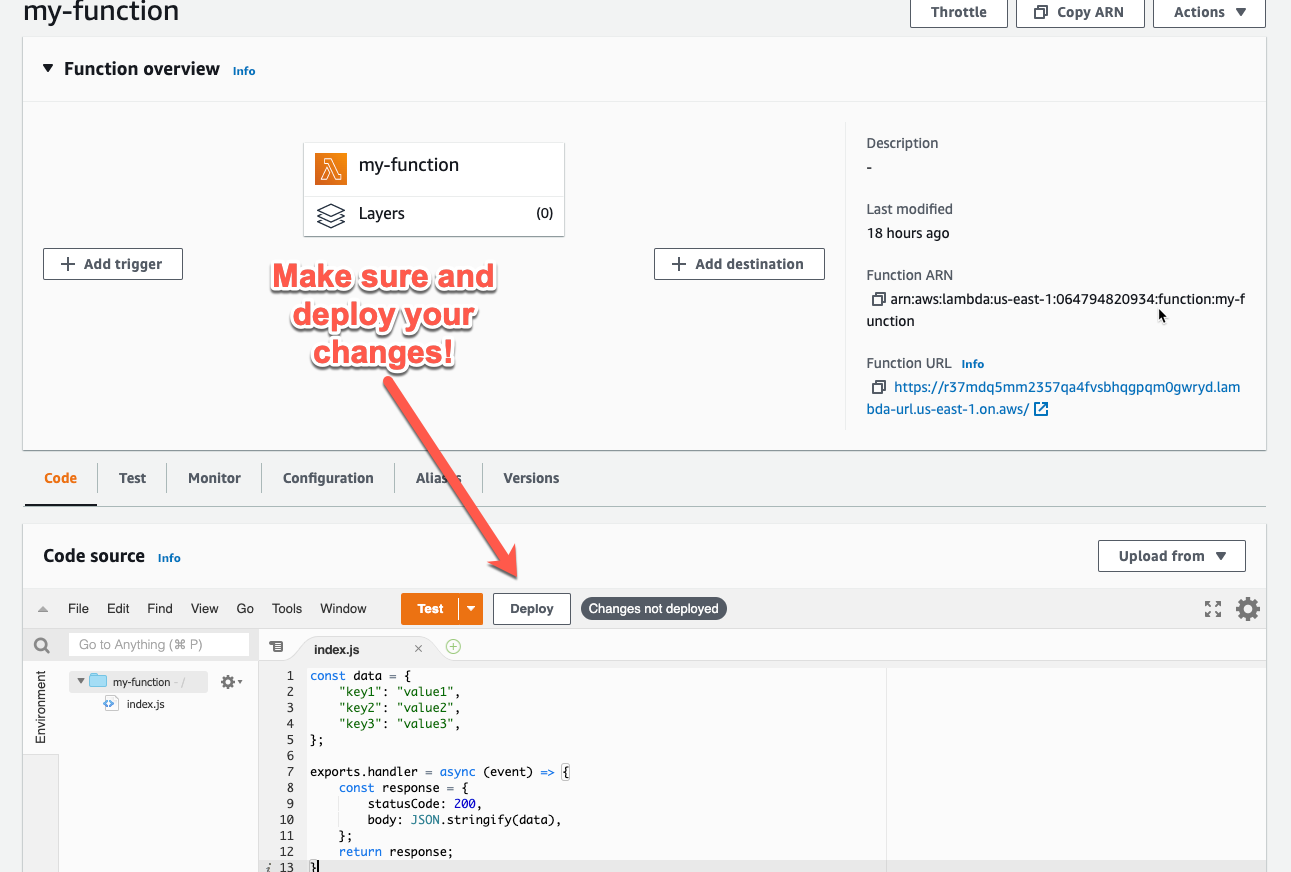 my-function
Throttle
Copy ARN
Actions
Function overview Info
my-function
Layers (0)
Add trigger
Add destination
Make sure and
deploy your
changes!
Description
-
Last modified
18 hours ago
Function ARN
arn:aws:lambda:us-east-1:064794820934:function:my-f
unction
Function URL Info
https://r37mdq5mm2357qa4fvsbhqgpqm0gwryd.lam
bda-url.us-east-1.on.aws/
Code Test Monitor Configuration Aliases Versions
Code source Info
Upload from
File Edit Find View Go Tools Window Test Deploy Changes not deployed
Go to Anything (⌘ P)
index.js
Environment
my-function - /
index.js
1 const data = {
2 "key1": "value1",
3 "key2": "value2",
4 "key3": "value3",
5 };
6
7 exports.handler = async (event) => {
8 const response = {
9 statusCode: 200,
10 body: JSON.stringify(data),
11 };
12 return response;
i 13 }